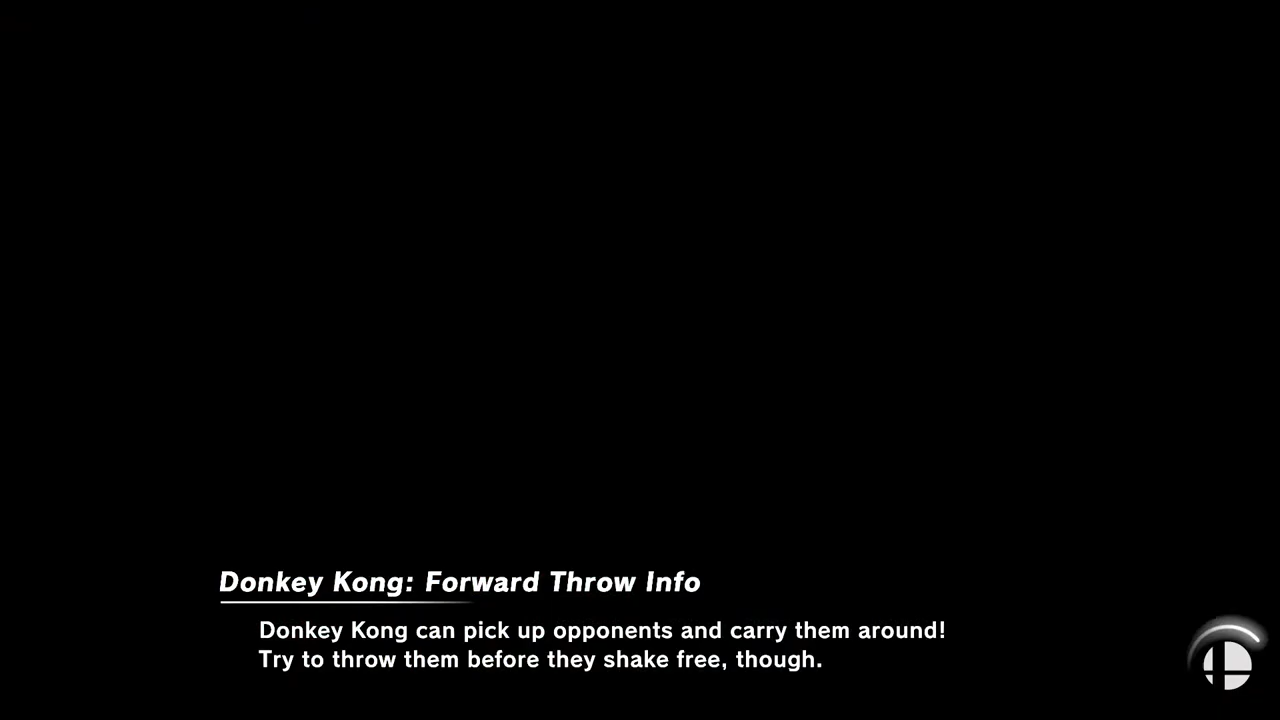 Donkey Kong: Forward Throw Info
Donkey Kong can pick up opponents and carry them around!
Try to throw them before they shake free, though.